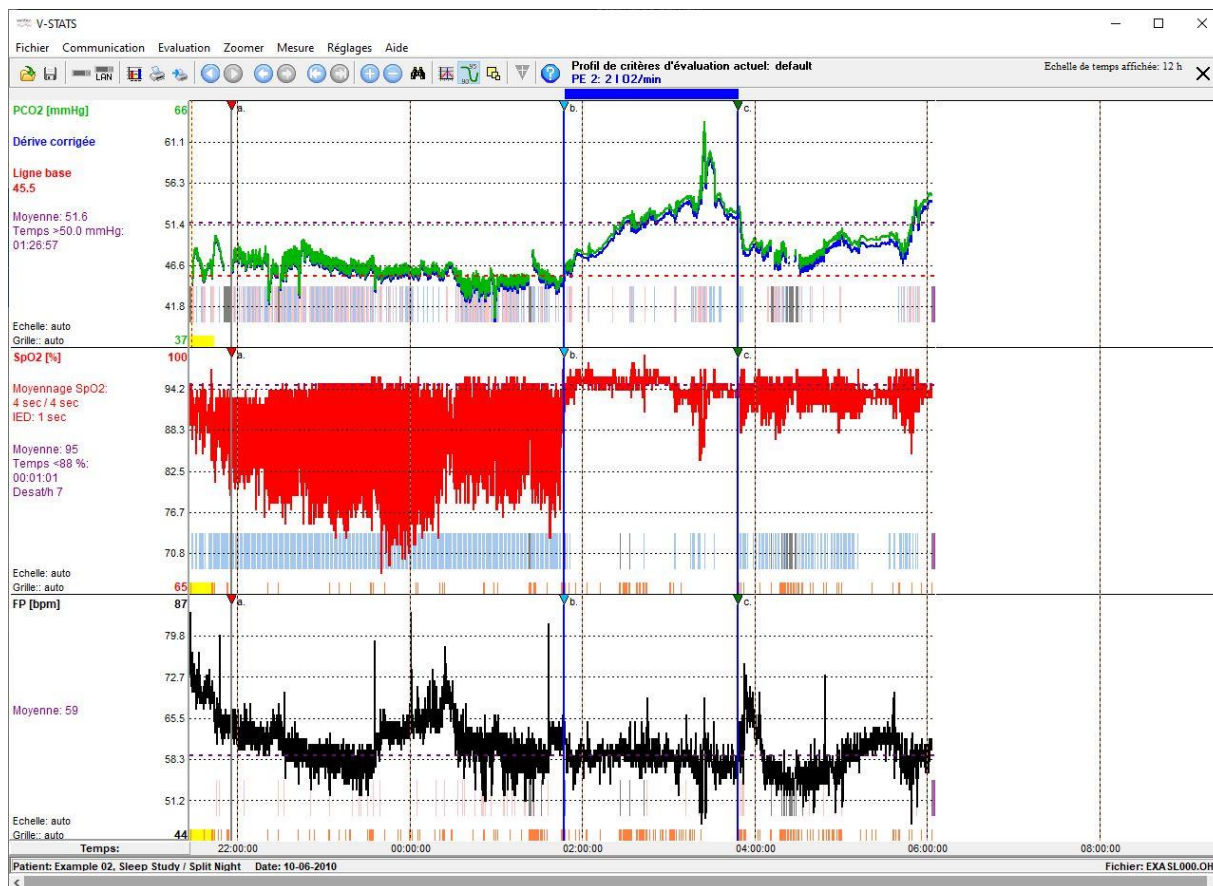 V-STATS
Fichier Communication Evaluation Zoomer Mesure Réglages Aide
LAN
Profil de critères d'évaluation actuel: default
PE 2: 2 l O2/min
Echelle de temps affichée: 12 h
PCO2 [mmHg]
66
a.
b.
c.
Dérive corrigée
61.1
Ligne base
45.5
56.3
Moyenne: 51.6
51.4
Temps >50.0 mmHg:
01:26:57
46.6
41.8
Echelle: auto
Grille:: auto
37
SpO2 [%]
100
a.
b.
c.
Moyennage SpO2:
4 sec / 4 sec
IED: 1 sec
94.2
88.3
Moyenne: 95
Temps <88 %:
00:01:01
Desat/h 7
82.5
76.7
70.8
Echelle: auto
Grille:: auto
65
FP [bpm]
87
a.
b.
c.
79.8
72.7
Moyenne: 59
65.5
58.3
51.2
Echelle: auto
Grille:: auto
44
Temps:
22:00:00
00:00:00
02:00:00
04:00:00
06:00:00
08:00:00
Patient: Example 02, Sleep Study / Split Night Date: 10-06-2010
Fichier: EXASL000.OH